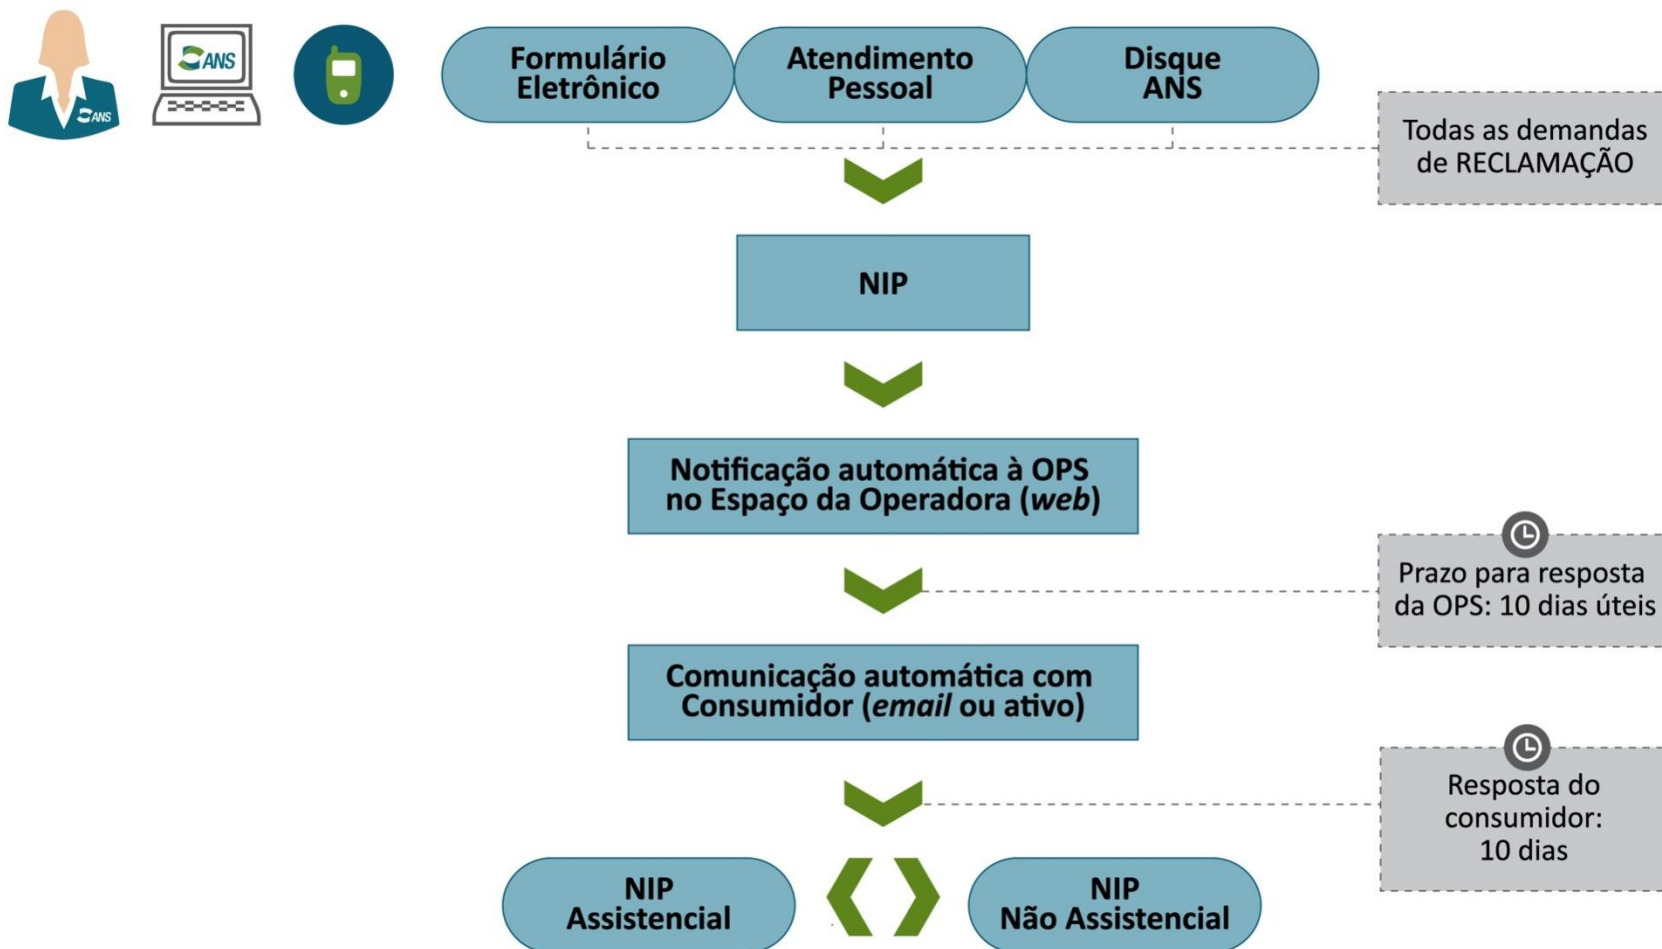 ANS
ANS
Formulário
Eletrônico
Atendimento
Pessoal
Disque
ANS
Todas as demandas
de RECLAMAÇÃO
NIP
Notificação automática à OPS
no Espaço da Operadora (web)
Prazo para resposta
da OPS: 10 dias úteis
Comunicação automática com
Consumidor (email ou ativo)
Resposta do
consumidor:
10 dias
NIP
Assistencial
NIP
Não Assistencial